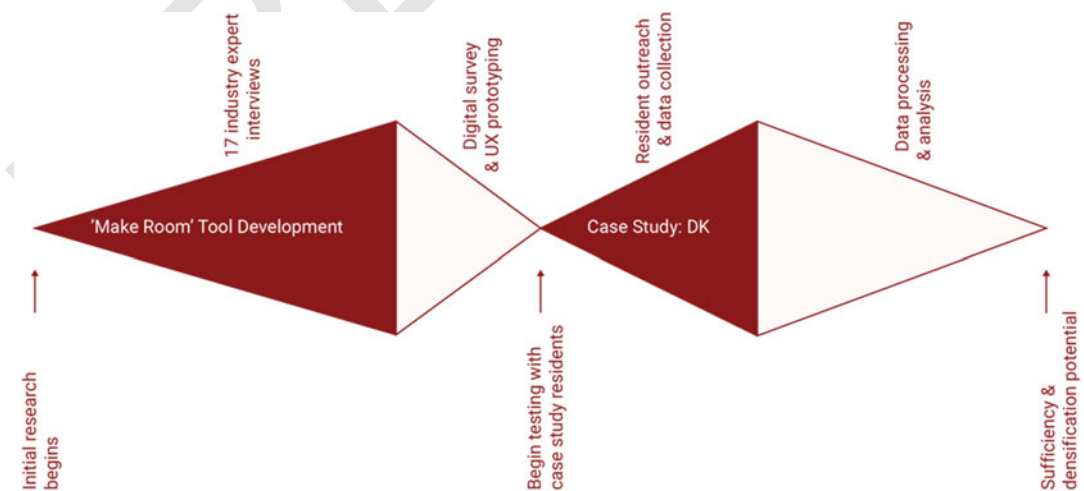 17 industry expert
interviews
Digital survey
& UX prototyping
Resident outreach
& data collection
Data processing
& analysis
'Make Room' Tool Development
Case Study: DK
Initial research
begins
Begin testing with
case study residents
Sufficiency &
densification potential